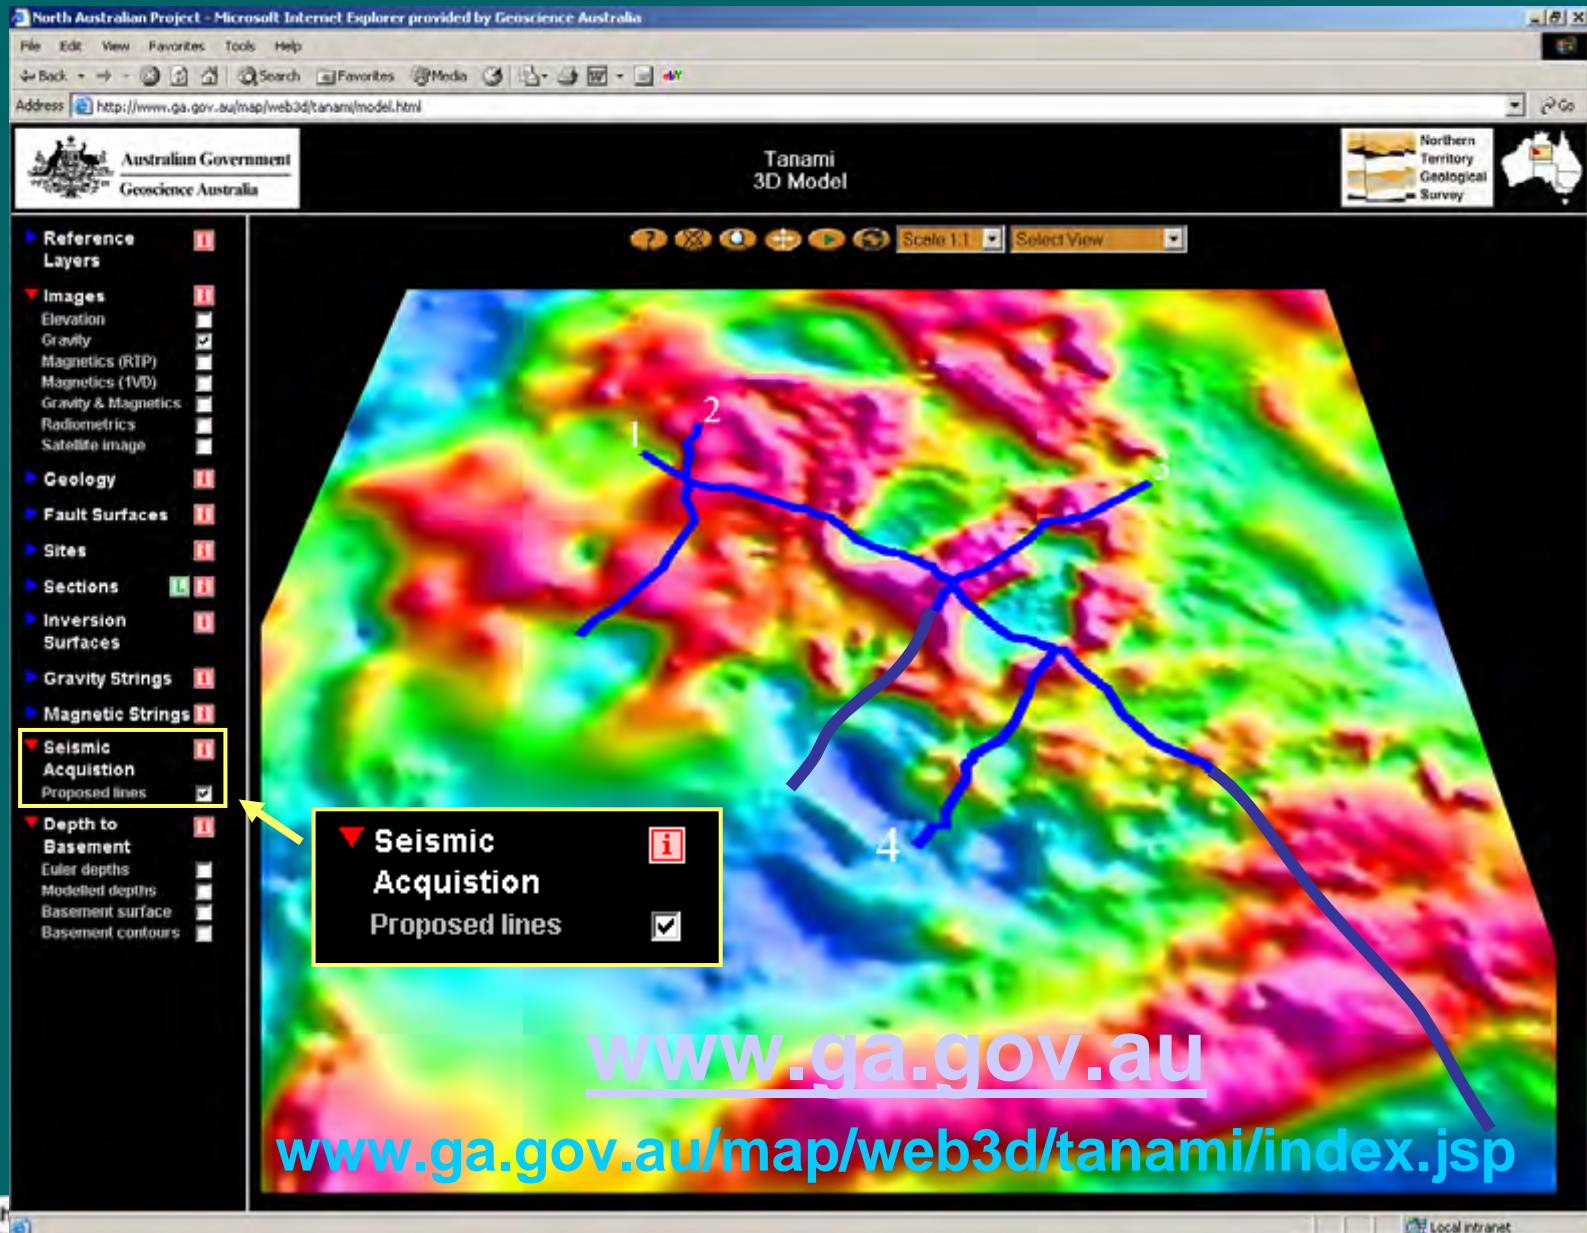 North Australian Project - Microsoft Internet Explorer provided by Geoscience Australia
File Edit View Favorites Tools Help
Back Search Favorites Media
Address http://www.ga.gov.au/map/web3d/tanami/model.html Go
Australian Government
Geoscience Australia
Tanami
3D Model
Northern
Territory
Geological
Survey
Scale 1:1 Select View
Reference
Layers
Images
Elevation
Gravity
Magnetics (RTP)
Magnetics (1VD)
Gravity & Magnetics
Radiometrics
Satellite image
Geology
Fault Surfaces
Sites
Sections
Inversion
Surfaces
Gravity Strings
Magnetic Strings
Seismic
Acquistion
Proposed lines
Depth to
Basement
Euler depths
Modelled depths
Basement surface
Basement contours
1
2
3
4
Seismic
Acquistion
Proposed lines
www.ga.gov.au
www.ga.gov.au/map/web3d/tanami/index.jsp
Local intranet